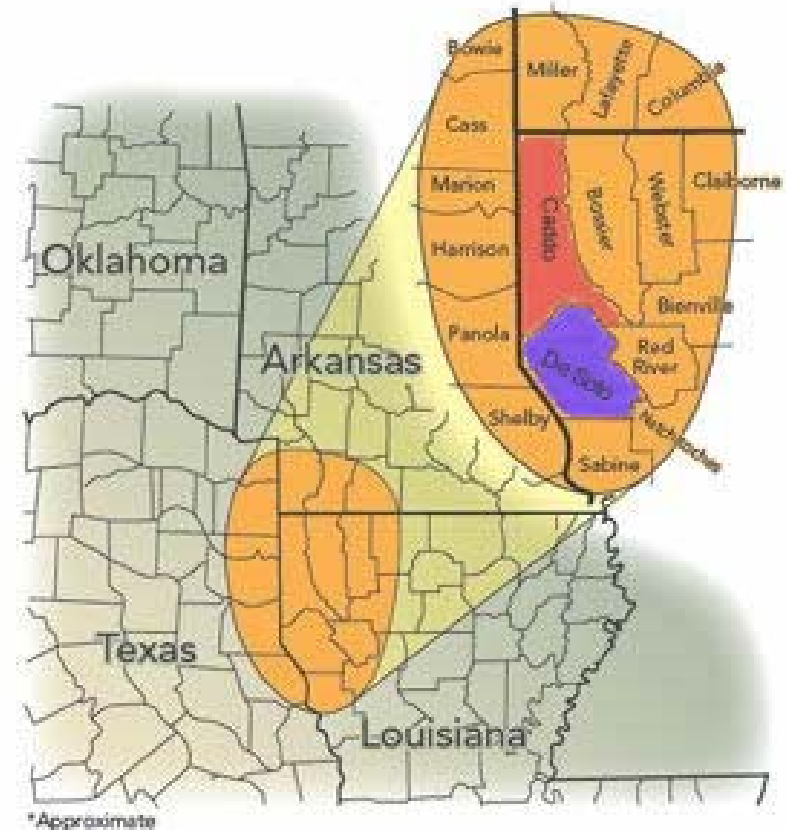 Bowie
Miller
Lafayette
Columbia
Cass
Marion
Caddo
Bossier
Webster
Claiborne
Oklahoma
Harrison
Bienville
Panola
Red
River
Arkansas
De Soto
Shelby
Natchitoches
Sabine
Texas
Louisiana
*Approximate